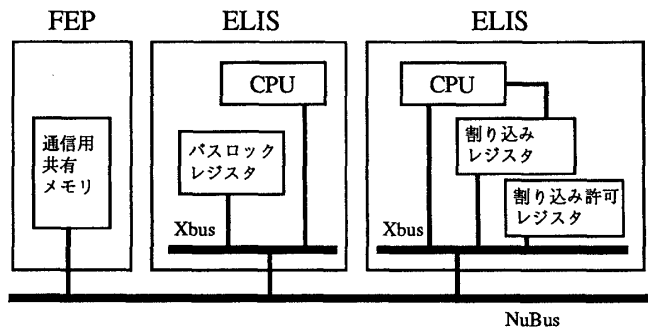 FEP
ELIS
ELIS
通信用
共有
メモリ
CPU
バスロック
レジスタ
Xbus
CPU
割り込み
レジスタ
割り込み許可
レジスタ
Xbus
NuBus